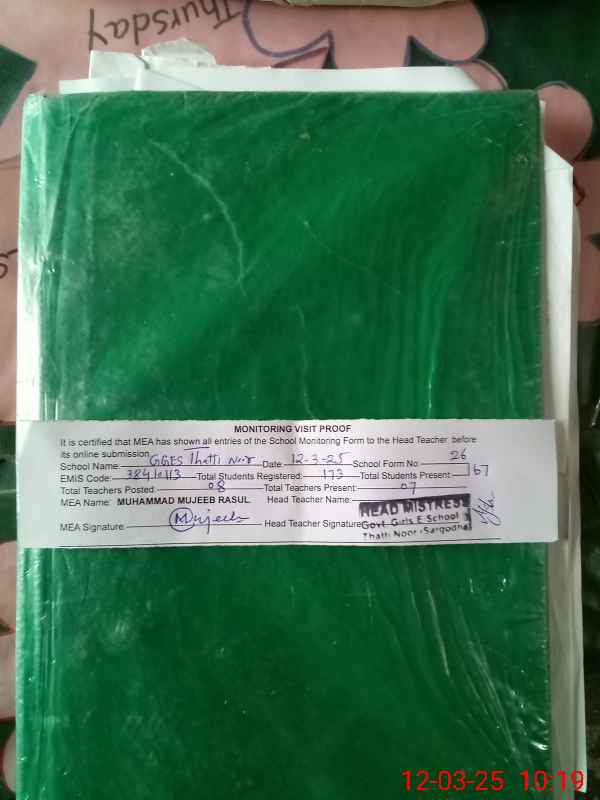 Thursday
MONITORING VISIT PROOF
It is certified that MEA has shown all entries of the School Monitoring Form to the Head Teacher before
its online submission
School Name: GGES Thatti Noor Date: 12-3-25 School Form No: 26
EMIS Code: 38410113 Total Students Registered: 173 Total Students Present: 167
Total Teachers Posted: 08 Total Teachers Present: 07
MEA Name: MUHAMMAD MUJEEB RASUL Head Teacher Name:
HEAD MISTRESS
MEA Signature: Mujeeb Head Teacher Signature
Govt. Girls E School
Thath Noor (Sargodha
12-03-25 10:19